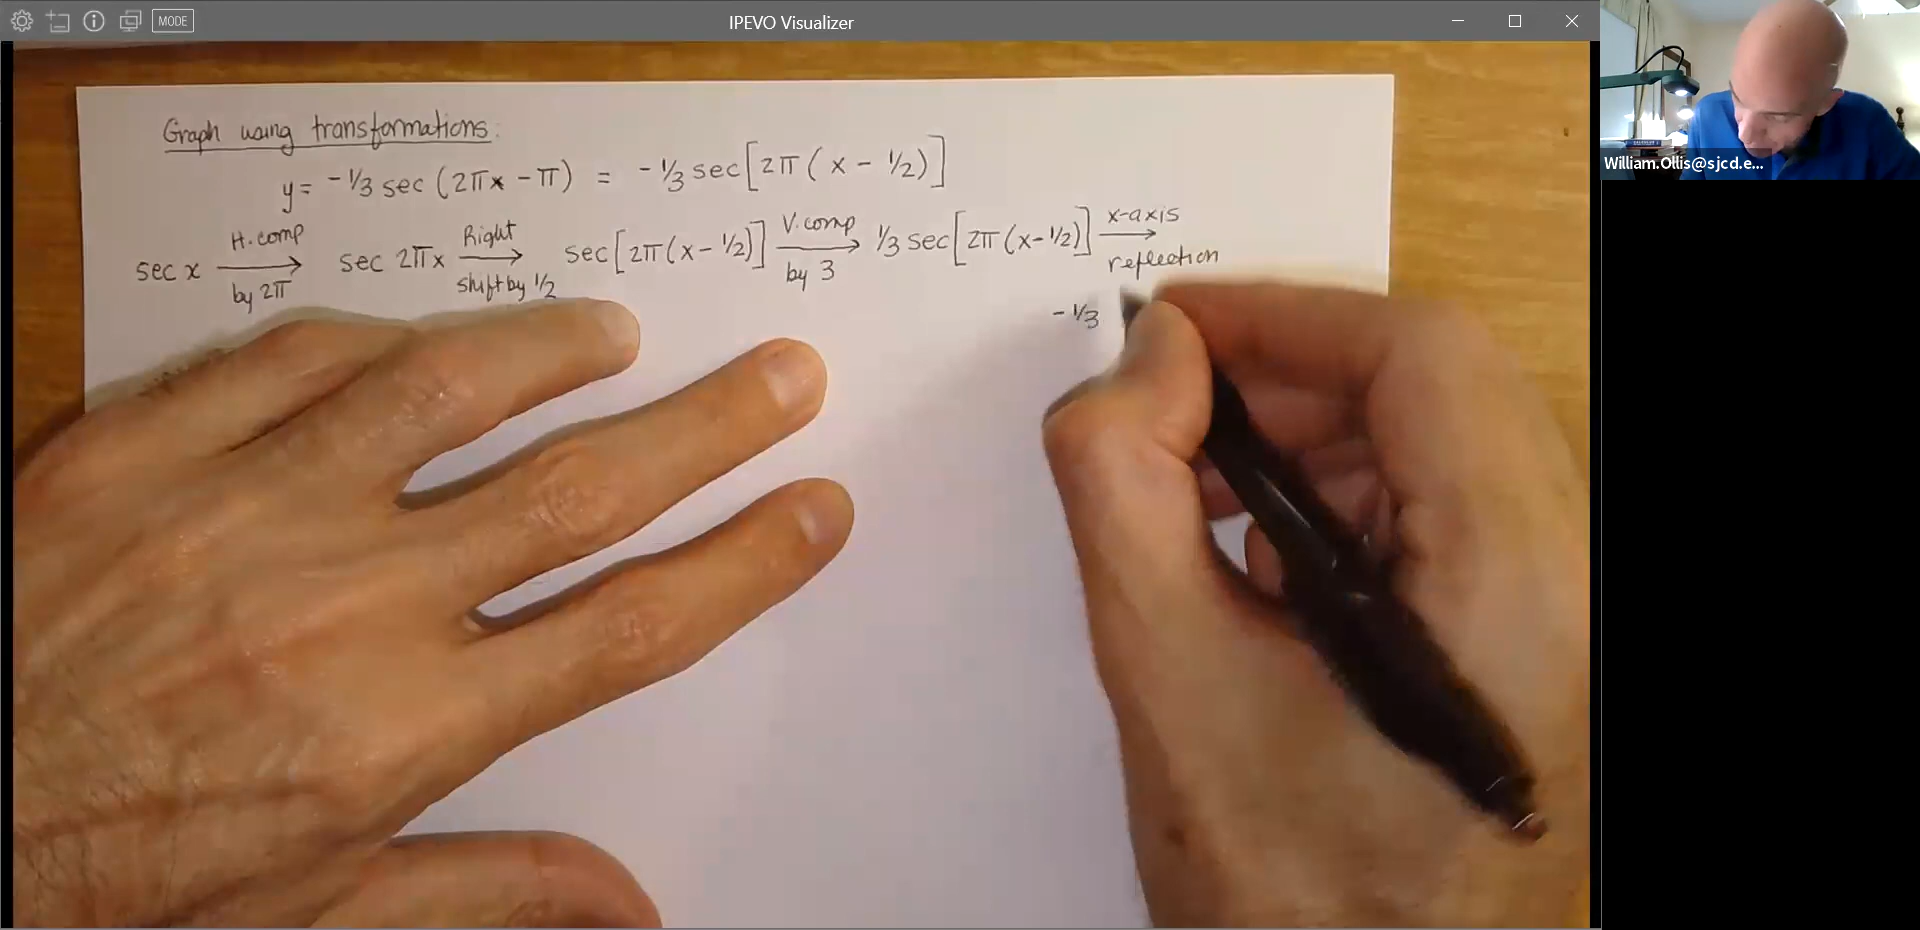 MODE
IPEVO Visualizer
William.Ollis@sjcd.e...
Graph using transformations:
y = -1/3 sec (2πx - π) = -1/3 sec[2π(x - 1/2)]
sec x → H. comp by 2π sec 2πx → Right shift by 1/2 sec[2π(x - 1/2)] → V. comp by 3 1/3 sec[2π(x - 1/2)] → x-axis reflection
-1/3